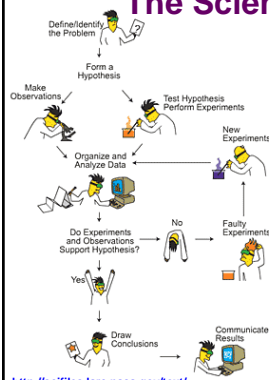 The Scien
Define/Identify
the Problem
?
Form a
Hypothesis
Make
Observations
Test Hypothesis
Perform Experiments
New
Experiments
Organize and
Analyze Data
Do Experiments
and Observations
Support Hypothesis?
No
Faulty
Experiments
Yes
Draw
Conclusions
Communicate
Results